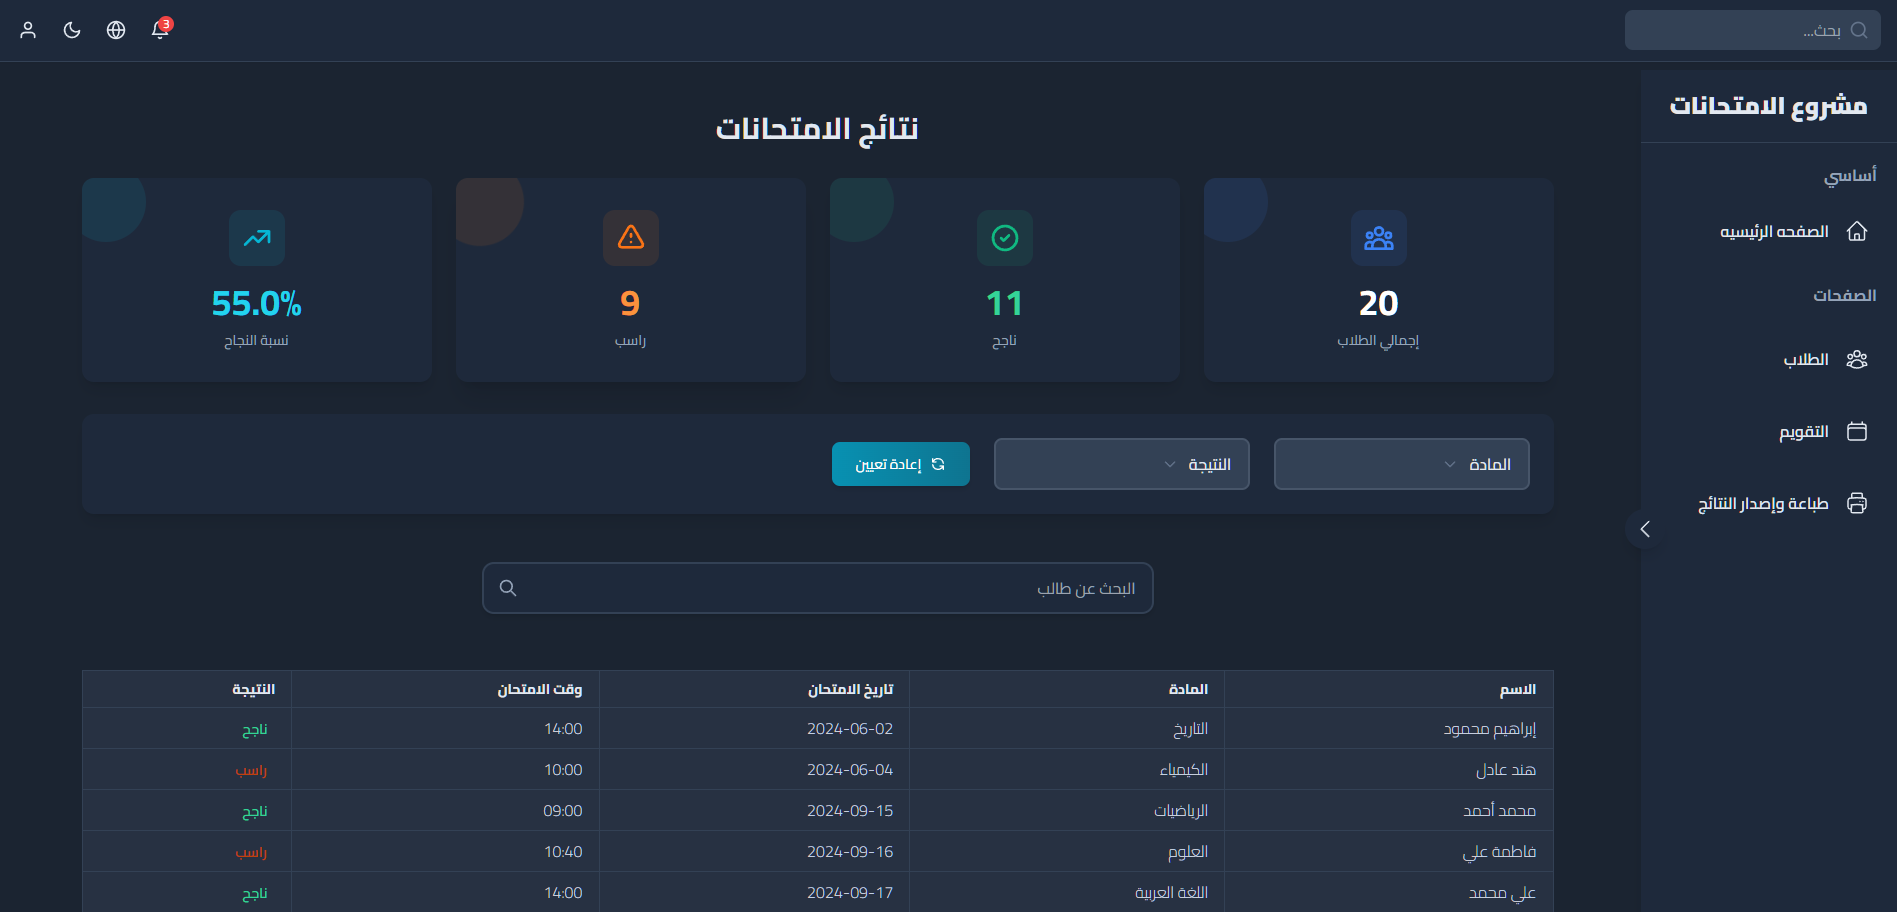 بحث...
3
مشروع الامتحانات
أساسي
الصفحه الرئيسيه
الصفحات
الطلاب
التقويم
طباعة وإصدار النتائج
نتائج الامتحانات
20
إجمالي الطلاب
11
ناجح
9
راسب
55.0%
نسبة النجاح
المادة
النتيجة
إعادة تعيين
البحث عن طالب
الاسم المادة تاريخ الامتحان وقت الامتحان النتيجة
إبراهيم محمود التاريخ 2024-06-02 14:00 ناجح
هند عادل الكيمياء 2024-06-04 10:00 راسب
محمد أحمد الرياضيات 2024-09-15 09:00 ناجح
فاطمة علي العلوم 2024-09-16 10:40 راسب
علي محمد اللغة العربية 2024-09-17 14:00 ناجح